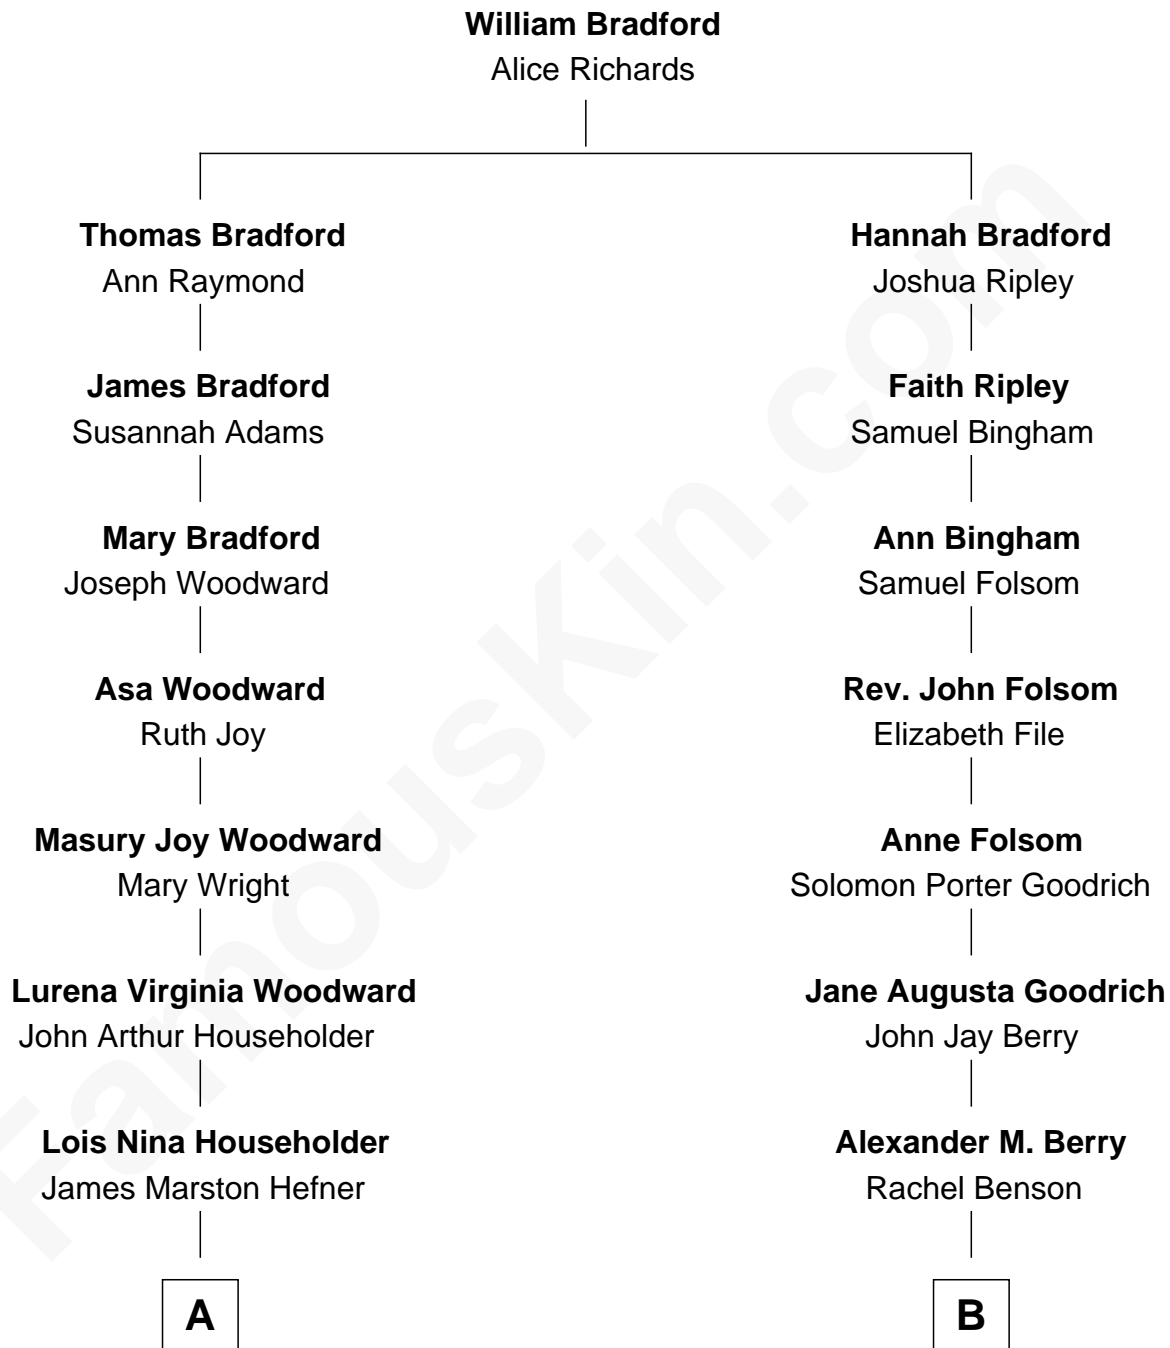 William Bradford
Alice Richards
Thomas Bradford
Ann Raymond
Hannah Bradford
Joshua Ripley
James Bradford
Susannah Adams
Faith Ripley
Samuel Bingham
Mary Bradford
Joseph Woodward
Ann Bingham
Samuel Folsom
Asa Woodward
Ruth Joy
Rev. John Folsom
Elizabeth File
Masury Joy Woodward
Mary Wright
Anne Folsom
Solomon Porter Goodrich
Lurena Virginia Woodward
John Arthur Householder
Jane Augusta Goodrich
John Jay Berry
Lois Nina Householder
James Marston Hefner
Alexander M. Berry
Rachel Benson
A
B
FamousKin.com